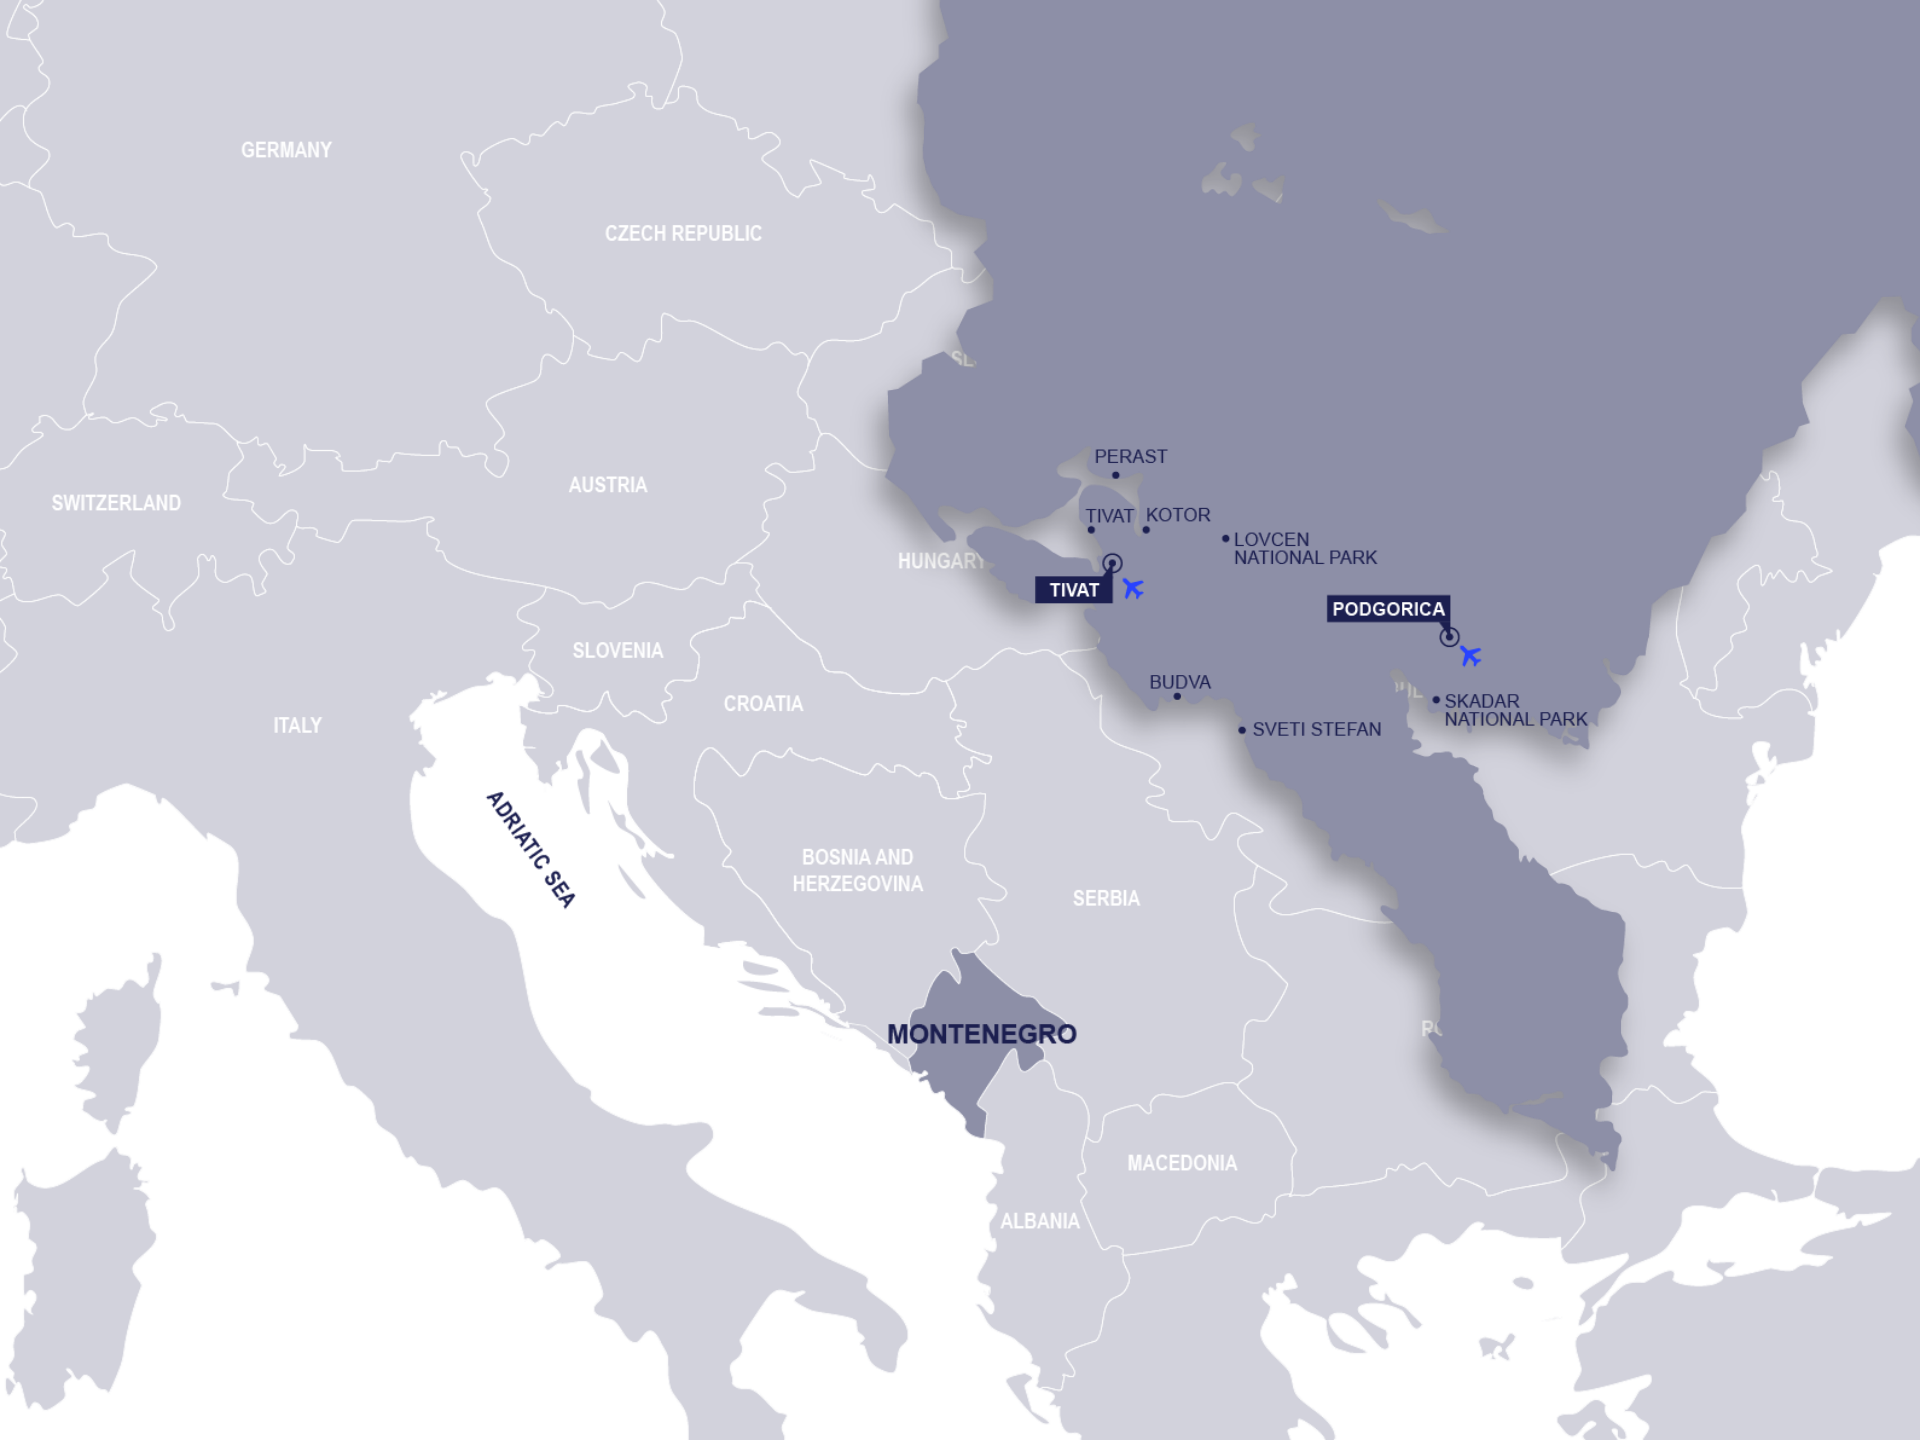 GERMANY
CZECH REPUBLIC
PERAST
AUSTRIA
SWITZERLAND
TIVAT
KOTOR
LOVCEN
NATIONAL PARK
HUNGARY
TIVAT
PODGORICA
SLOVENIA
BUDVA
CROATIA
SKADAR
NATIONAL PARK
ITALY
SVETI STEFAN
ADRIATIC SEA
BOSNIA AND
HERZEGOVINA
SERBIA
MONTENEGRO
MACEDONIA
ALBANIA